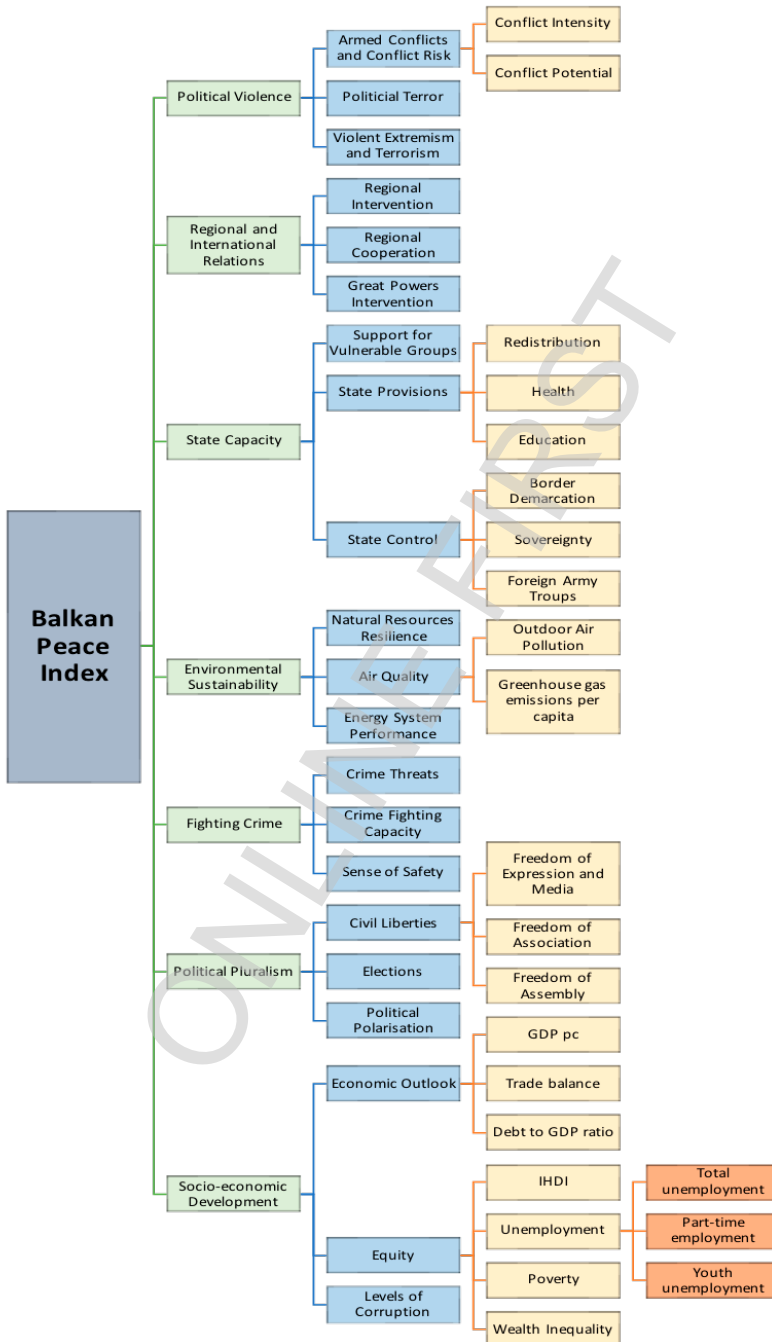 Balkan
Peace
Index
Political Violence
Armed Conflicts
and Conflict Risk
Conflict Intensity
Conflict Potential
Politicial Terror
Violent Extremism
and Terrorism
Regional and
International
Relations
Regional
Intervention
Regional
Cooperation
Great Powers
Intervention
State Capacity
Support for
Vulnerable Groups
State Provisions
Redistribution
Health
Education
State Control
Border
Demarcation
Sovereignty
Foreign Army
Troups
Environmental
Sustainability
Natural Resources
Resilience
Air Quality
Outdoor Air
Pollution
Greenhouse gas
emissions per
capita
Energy System
Performance
Fighting Crime
Crime Threats
Crime Fighting
Capacity
Sense of Safety
Political Pluralism
Civil Liberties
Freedom of
Expression and
Media
Freedom of
Association
Freedom of
Assembly
Elections
Political
Polarisation
Socio-economic
Development
Economic Outlook
GDP pc
Trade balance
Debt to GDP ratio
Equity
IHDI
Unemployment
Total
unemployment
Part-time
employment
Youth
unemployment
Poverty
Wealth Inequality
Levels of
Corruption
ONLINE FIRST